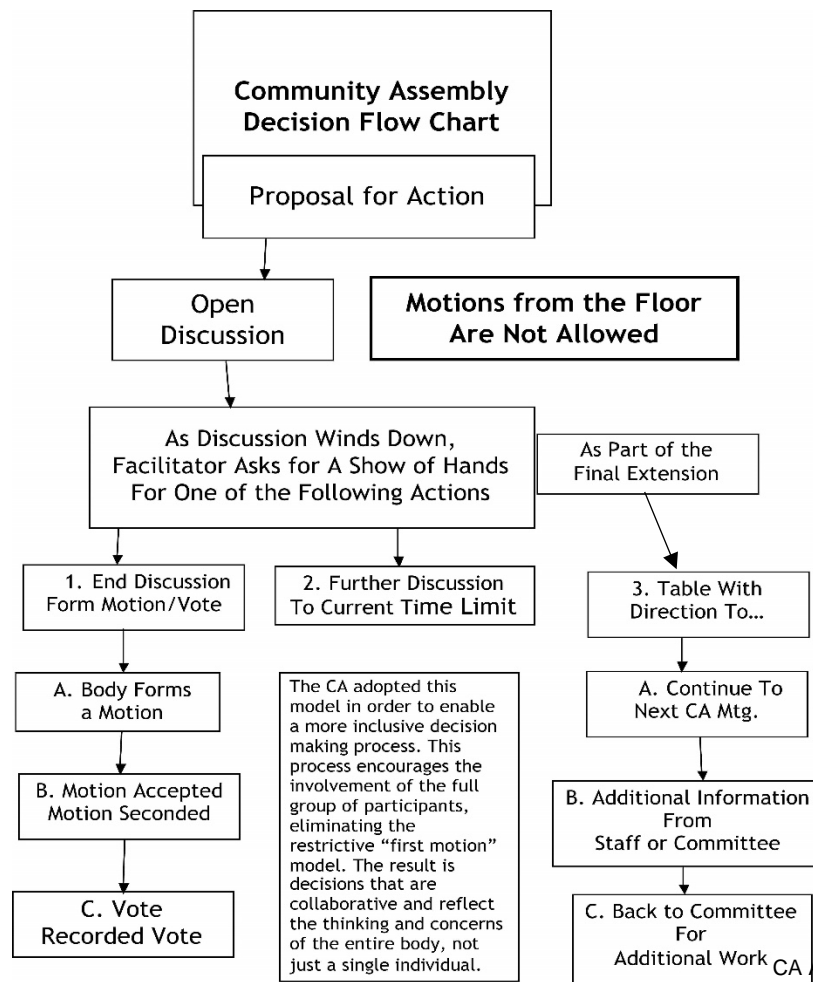 Community Assembly
Decision Flow Chart
Proposal for Action
Open
Discussion
Motions from the Floor
Are Not Allowed
As Discussion Winds Down,
Facilitator Asks for A Show of Hands
For One of the Following Actions
As Part of the
Final Extension
1. End Discussion
Form Motion/Vote
2. Further Discussion
To Current Time Limit
3. Table With
Direction To…
A. Body Forms
a Motion
B. Motion Accepted
Motion Seconded
C. Vote
Recorded Vote
The CA adopted this
model in order to enable
a more inclusive decision
making process. This
process encourages the
involvement of the full
group of participants,
eliminating the
restrictive “first motion”
model. The result is
decisions that are
collaborative and reflect
the thinking and concerns
of the entire body, not
just a single individual.
A. Continue To
Next CA Mtg.
B. Additional Information
From
Staff or Committee
C. Back to Committee
For
Additional Work
CA